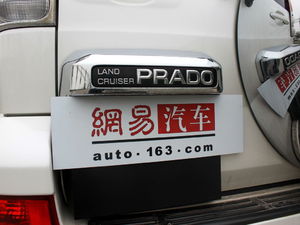 LAND
CRUISER PRADO
網易汽车
auto·163.com